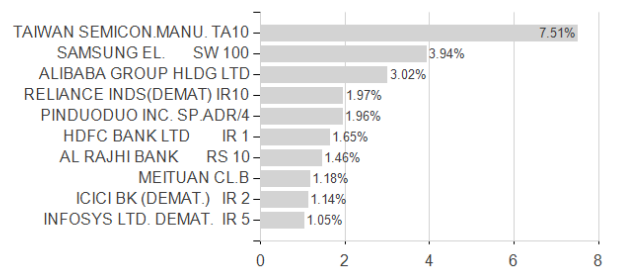 TAIWAN SEMICON.MANU. TA10 7.51%
SAMSUNG EL. SW 100 3.94%
ALIBABA GROUP HLDG LTD 3.02%
RELIANCE INDS(DEMAT) IR10 1.97%
PINDUODUO INC. SP.ADR/4 1.96%
HDFC BANK LTD IR 1 1.65%
AL RAJHI BANK RS 10 1.46%
MEITUAN CL.B 1.18%
ICICI BK (DEMAT.) IR 2 1.14%
INFOSYS LTD. DEMAT. IR 5 1.05%
0 2 4 6 8